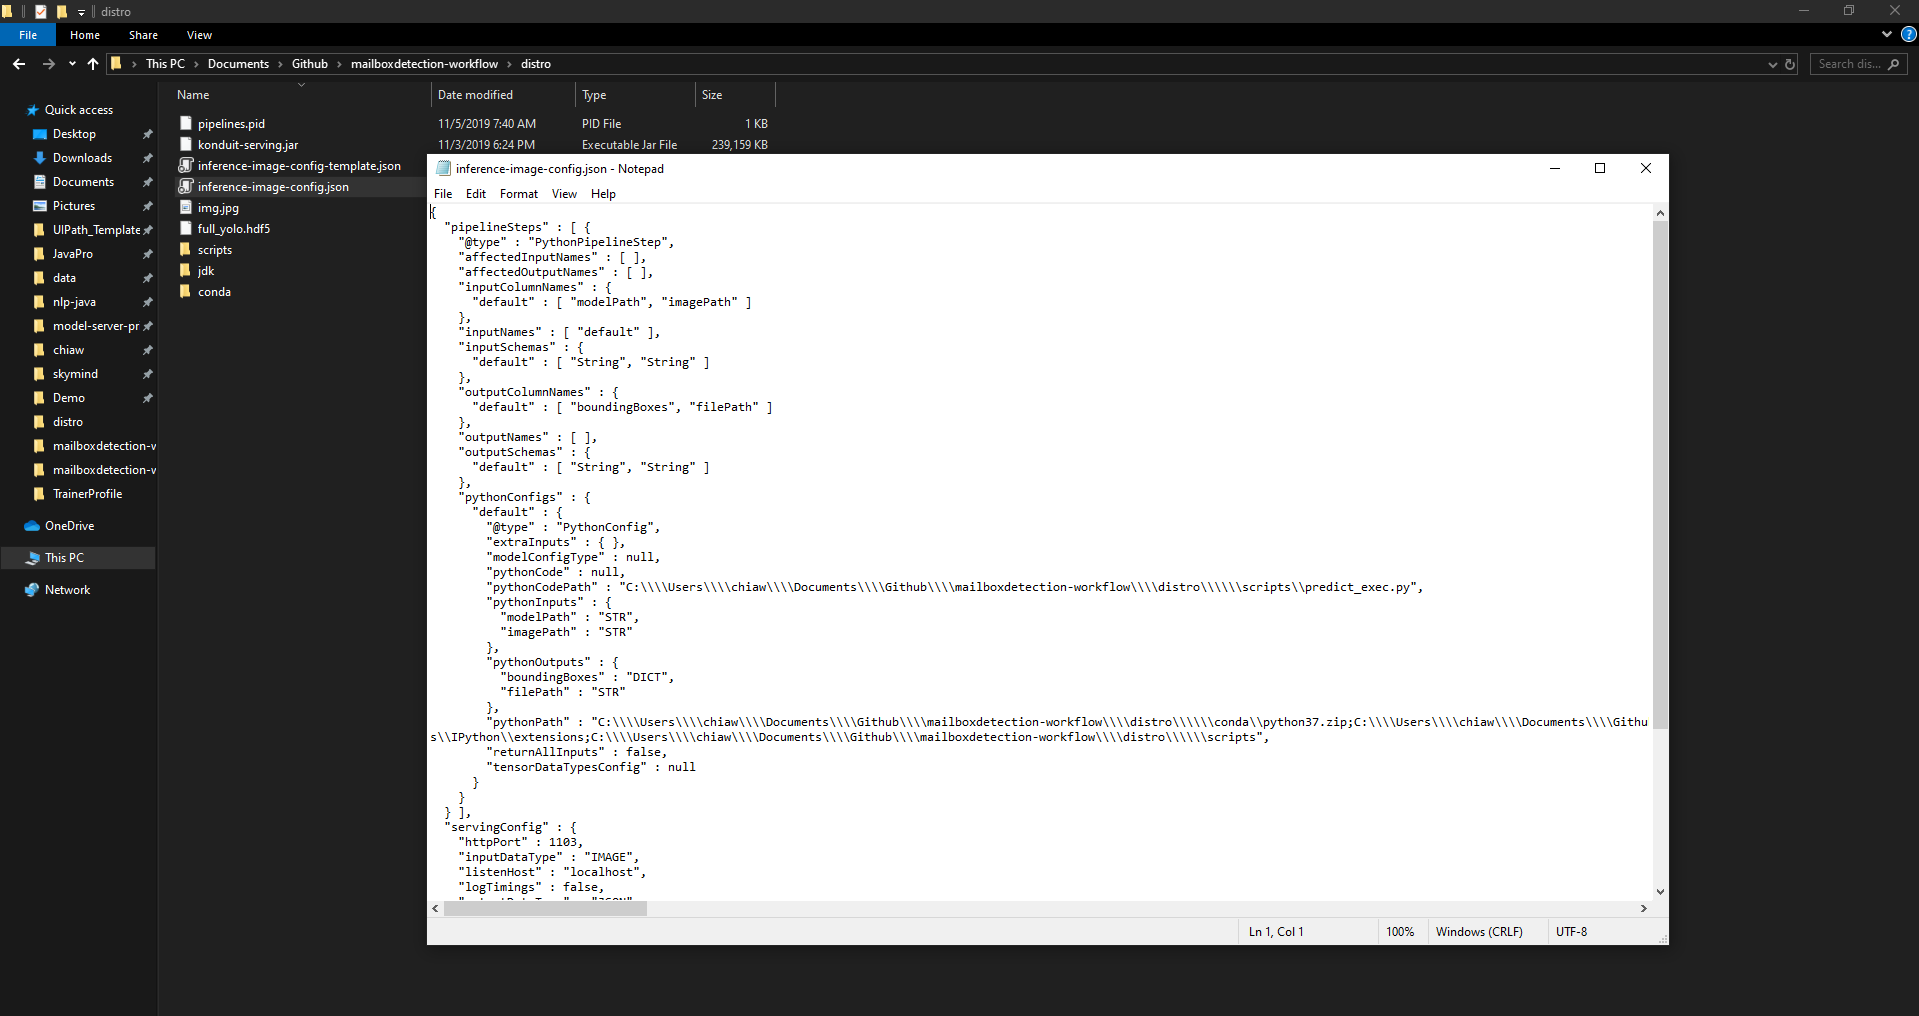 distro
File Home Share View
This PC Documents Github mailboxdetection-workflow distro
Search dis...
Quick access
Desktop
Downloads
Documents
Pictures
UIPath_Template
JavaPro
data
nlp-java
model-server-pr
chiaw
skymind
Demo
distro
mailboxdetection-v
mailboxdetection-v
TrainerProfile
OneDrive
This PC
Network
Name Date modified Type Size
pipelines.pid 11/5/2019 7:40 AM PID File 1 KB
konduit-serving.jar 11/3/2019 6:24 PM Executable Jar File 239,159 KB
inference-image-config-template.json
inference-image-config.json
img.jpg
full_yolo.hdf5
scripts
jdk
conda
inference-image-config.json - Notepad
File Edit Format View Help
{
"pipelineSteps" : [ {
"@type" : "PythonPipelineStep",
"affectedInputNames" : [ ],
"affectedOutputNames" : [ ],
"inputColumnNames" : {
"default" : [ "modelPath", "imagePath" ]
},
"inputNames" : [ "default" ],
"inputSchemas" : {
"default" : [ "String", "String" ]
},
"outputColumnNames" : {
"default" : [ "boundingBoxes", "filePath" ]
},
"outputNames" : [ ],
"outputSchemas" : {
"default" : [ "String", "String" ]
},
"pythonConfigs" : {
"default" : {
"@type" : "PythonConfig",
"extraInputs" : { },
"modelConfigType" : null,
"pythonCode" : null,
"pythonCodePath" : "C:\\\\Users\\\\chiaw\\\\Documents\\\\Github\\\\mailboxdetection-workflow\\\\distro\\\\\\scripts\\predict_exec.py",
"pythonInputs" : {
"modelPath" : "STR",
"imagePath" : "STR"
},
"pythonOutputs" : {
"boundingBoxes" : "DICT",
"filePath" : "STR"
},
"pythonPath" : "C:\\\\Users\\\\chiaw\\\\Documents\\\\Github\\\\mailboxdetection-workflow\\\\distro\\\\\\conda\\python37.zip;C:\\\\Users\\\\chiaw\\\\Documents\\\\Githu
s\\IPython\\extensions;C:\\\\Users\\\\chiaw\\\\Documents\\\\Github\\\\mailboxdetection-workflow\\\\distro\\\\\\scripts",
"returnAllInputs" : false,
"tensorDataTypesConfig" : null
}
}
} ],
"servingConfig" : {
"httpPort" : 1103,
"inputDataType" : "IMAGE",
"listenHost" : "localhost",
"logTimings" : false,
Ln 1, Col 1 100% Windows (CRLF) UTF-8